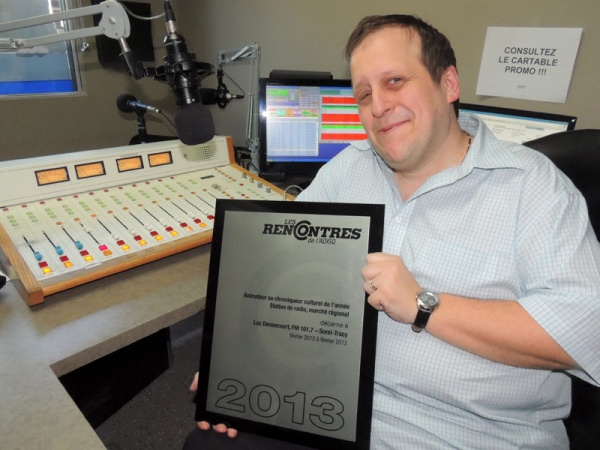 CONSULTEZ
LE CARTABLE
PROMO !!!
LES
RENCONTRES
de l'ADISQ
Animateur ou chroniqueur culturel de l'année
Station de radio, marché régional
décerné à
Luc Denoncourt, FM 101,7 – Sorel-Tracy
février 2012 à février 2013
2013